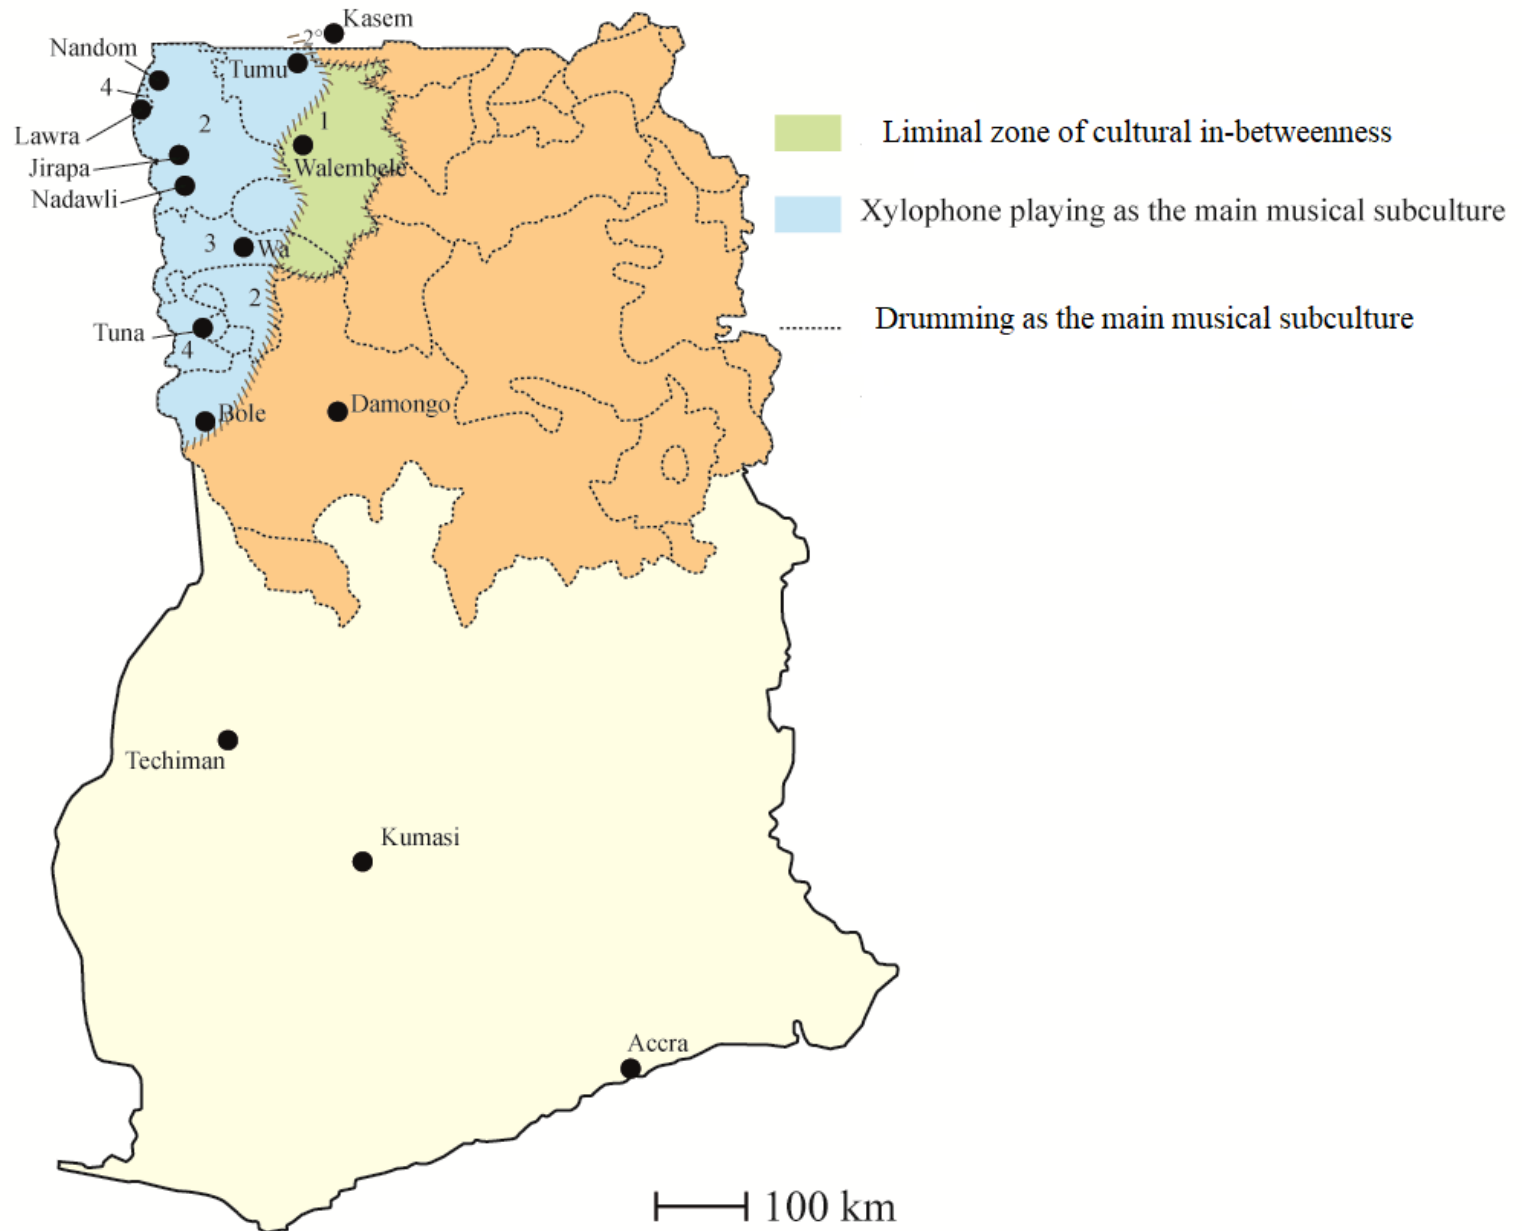 Kasem
2°
Nandom
Tumu
4
Lawra
2
1
Jirapa
Walembele
Nadawli
3
Wa
2
Tuna
4
Bole
Damongo
Techiman
Kumasi
Accra
100 km
Liminal zone of cultural in-betweenness
Xylophone playing as the main musical subculture
Drumming as the main musical subculture